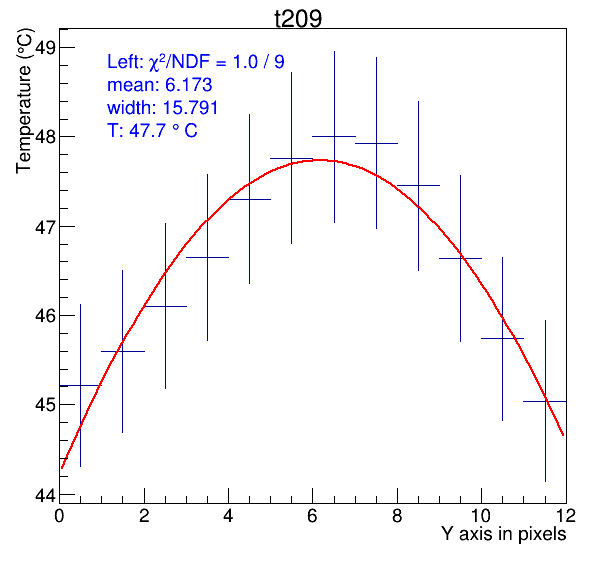 t209
Temperature (°C)
Left: χ²/NDF = 1.0 / 9
mean: 6.173
width: 15.791
T: 47.7 ° C
49
48
47
46
45
44
0 2 4 6 8 10 12
Y axis in pixels